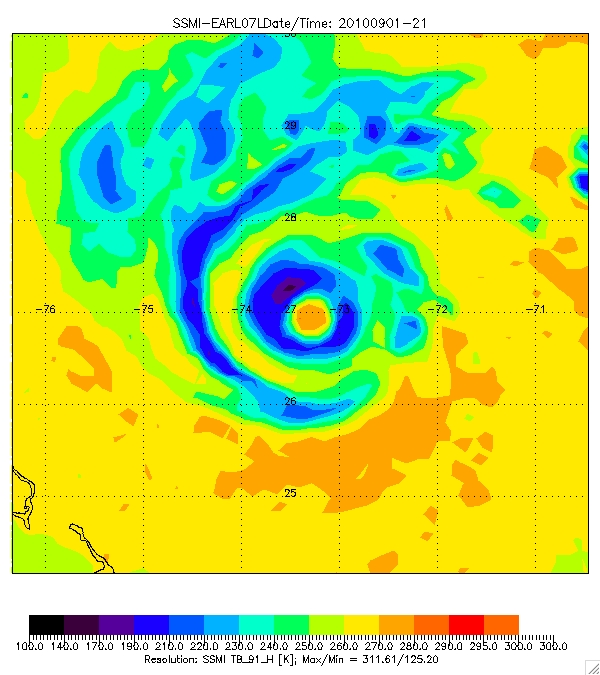 SSMI-EARL07LDate/Time: 20100901-21
30
29
28
-76 -75 -74 27 -73 -72 -71
26
25
100.0 140.0 170.0 190.0 210.0 220.0 230.0 240.0 250.0 260.0 270.0 280.0 290.0 295.0 300.0 300.0
Resolution: SSMI TB_91_H [K]; Max/Min = 311.61/125.20